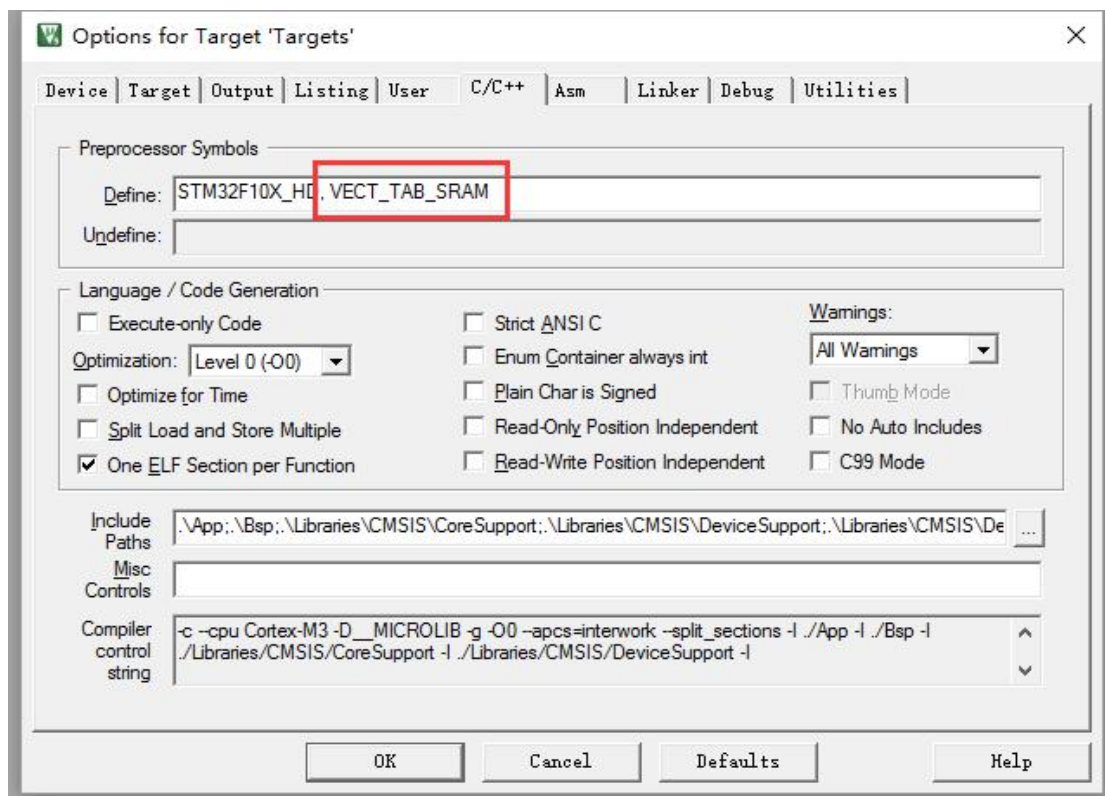 Options for Target 'Targets'
Device Target Output Listing User C/C++ Asm Linker Debug Utilities
Preprocessor Symbols
Define: STM32F10X_HD, VECT_TAB_SRAM
Undefine:
Language / Code Generation
Execute-only Code
Strict ANSI C
Warnings:
Optimization: Level 0 (-O0)
Enum Container always int
All Warnings
Optimize for Time
Plain Char is Signed
Thumb Mode
Split Load and Store Multiple
Read-Only Position Independent
No Auto Includes
One ELF Section per Function
Read-Write Position Independent
C99 Mode
Include Paths
.\App;.\Bsp;.\Libraries\CMSIS\CoreSupport;.\Libraries\CMSIS\DeviceSupport;.\Libraries\CMSIS\De
...
Misc Controls
Compiler control string
-c --cpu Cortex-M3 -D__MICROLIB -g -O0 --apcs=interwork --split_sections -I ./App -I ./Bsp -I
./Libraries/CMSIS/CoreSupport -I ./Libraries/CMSIS/DeviceSupport -I
OK Cancel Defaults Help